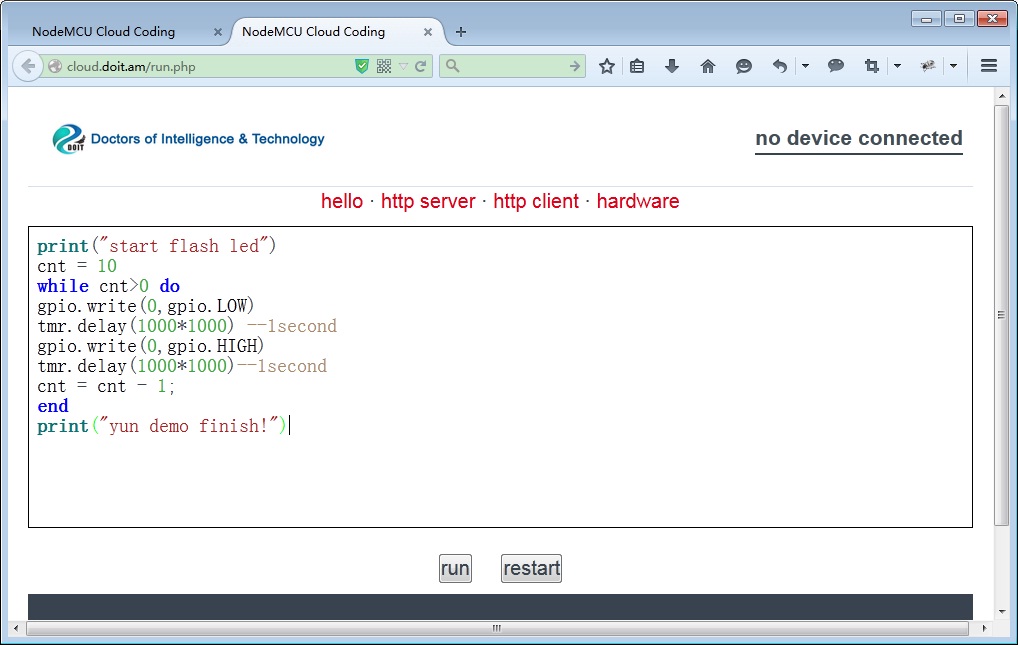 NodeMCU Cloud Coding
NodeMCU Cloud Coding
cloud.doit.am/run.php
DOIT
Doctors of Intelligence & Technology
no device connected
hello · http server · http client · hardware
print("start flash led")
cnt = 10
while cnt>0 do
gpio.write(0,gpio.LOW)
tmr.delay(1000*1000) --1second
gpio.write(0,gpio.HIGH)
tmr.delay(1000*1000)--1second
cnt = cnt - 1;
end
print("yun demo finish!")
run
restart